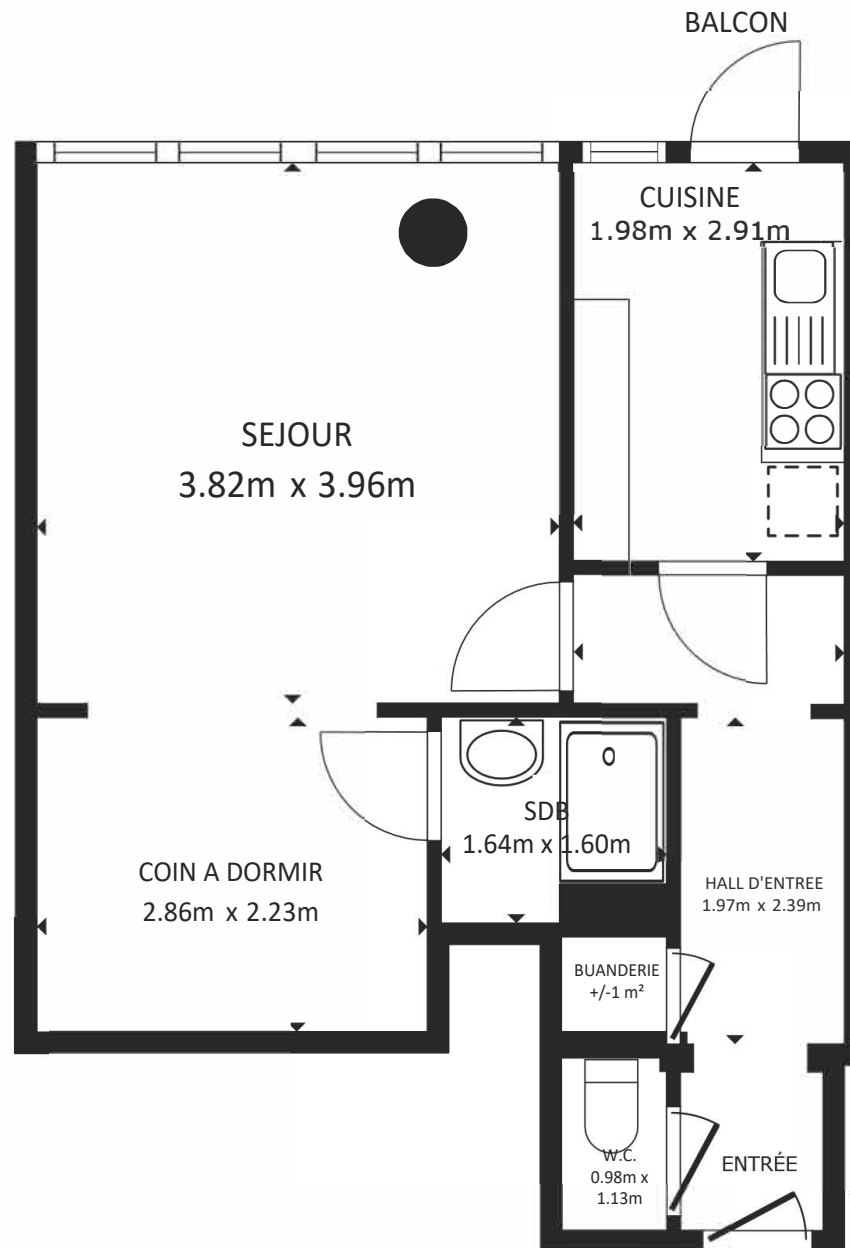 BALCON
CUISINE
1.98m x 2.91m
SEJOUR
3.82m x 3.96m
SDB
1.64m x 1.60m
COIN A DORMIR
2.86m x 2.23m
HALL D'ENTREE
1.97m x 2.39m
BUANDERIE
+/-1 m²
W.C.
0.98m x
1.13m
ENTRÉE